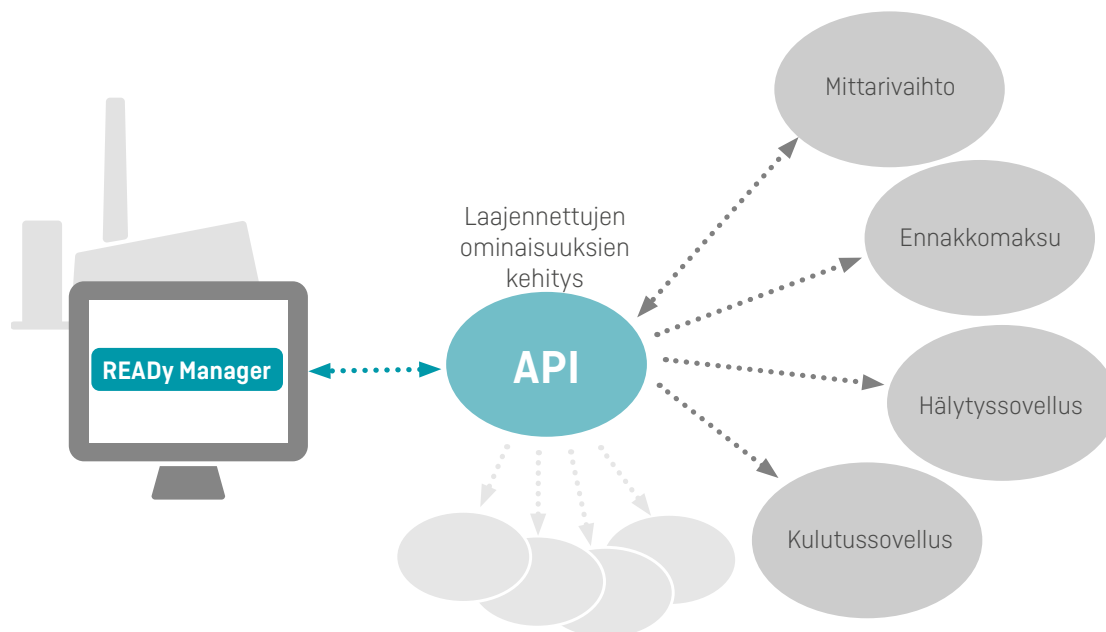 Mittarivaihto
Laajennettujen
ominaisuuksien
kehitys
Ennakkomaksu
READy Manager
API
Hälytyssovellus
Kulutussovellus